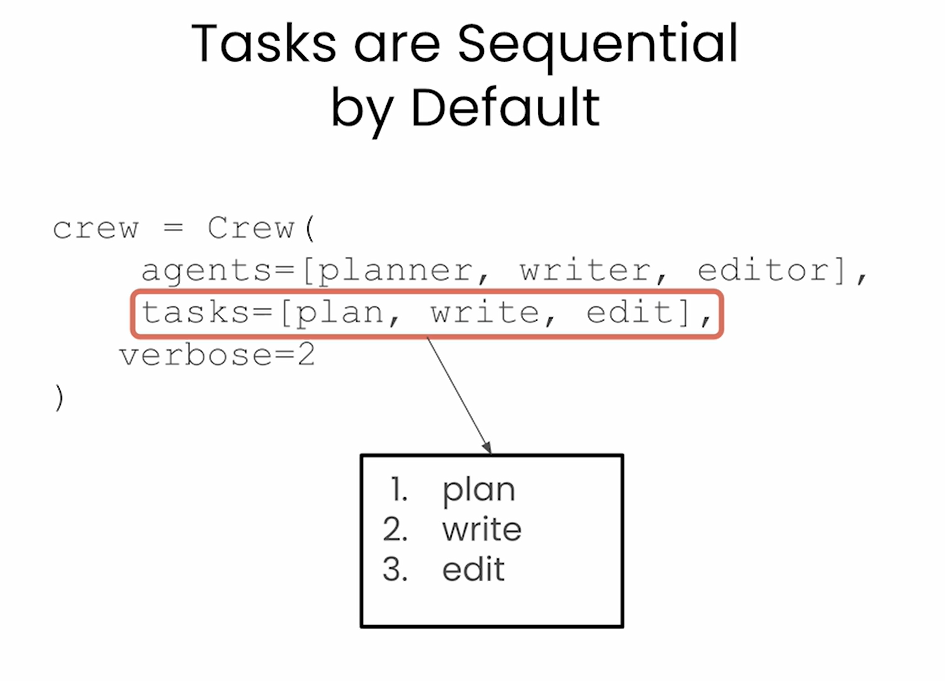 Tasks are Sequential
by Default
crew = Crew(
agents=[planner, writer, editor],
tasks=[plan, write, edit],
verbose=2
)
1. plan
2. write
3. edit